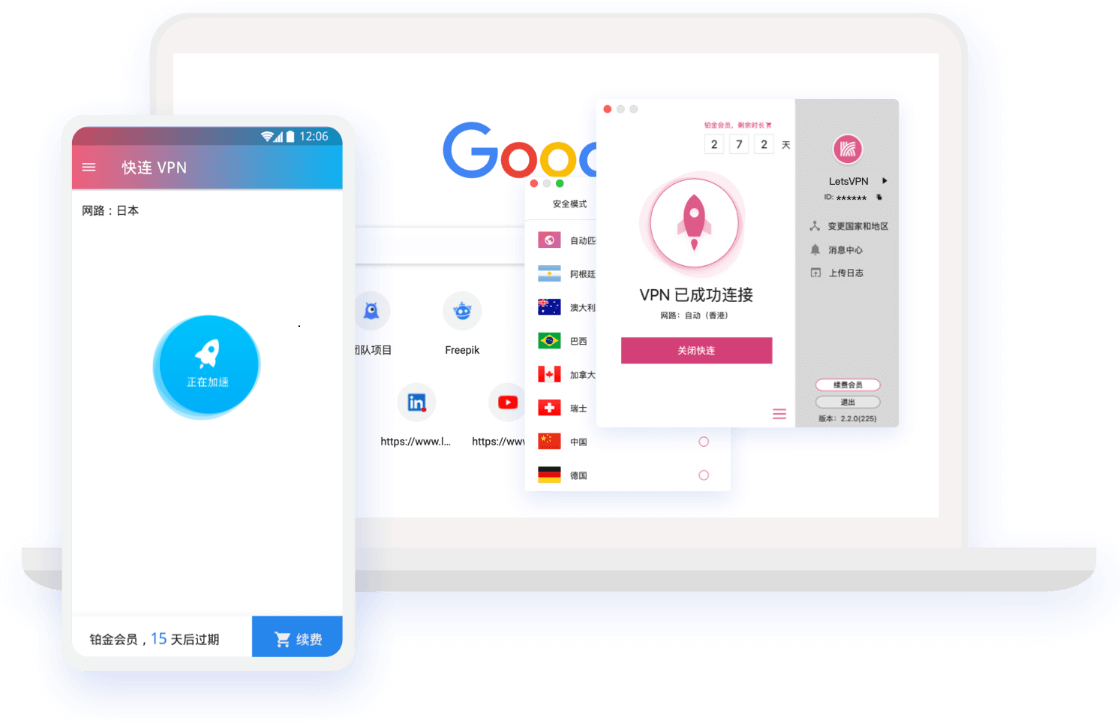 12:06
快连 VPN
网路：日本
正在加速
铂金会员，15 天后过期
续费
Goo
团队项目
Freepik
https://www.l...
https://www
安全模式
自动匹
阿根廷
澳大利
巴西
加拿大
瑞士
中国
德国
铂金会员，剩余时长
2 7 2 天
VPN 已成功连接
网路：自动（香港）
关闭快连
LetsVPN
ID: ******
变更国家和地区
消息中心
上传日志
续费会员
退出
版本：2.2.0(225)